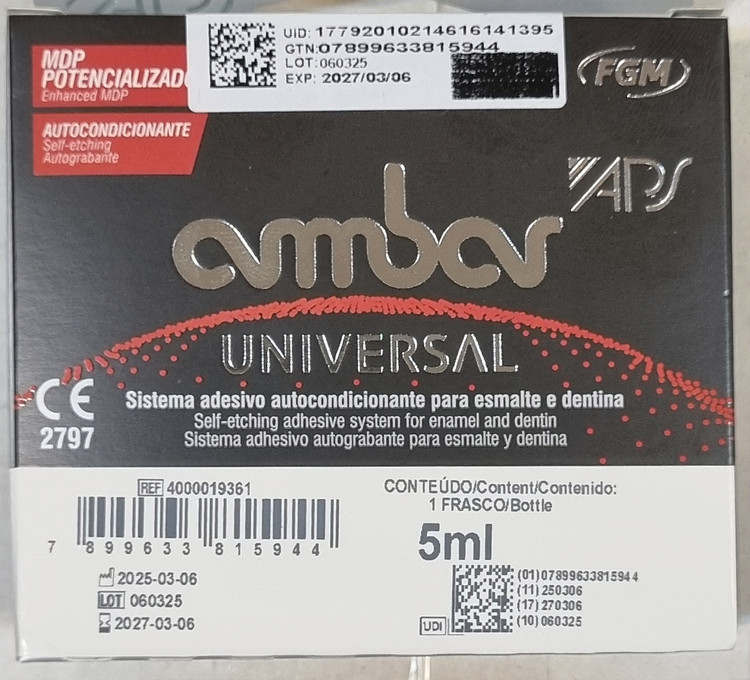 UID: 17792010214616141395
GTN:07899633815944
LOT:060325
EXP: 2027/03/06
MDP
POTENCIALIZAD
Enhanced MDP
FGM
AUTOCONDICIONANTE
Self-etching
Autograbante
APS
ambar
UNIVERSAL
CE
2797
Sistema adesivo autocondicionante para esmalte e dentina
Self-etching adhesive system for enamel and dentin
Sistema adhesivo autograbante para esmalte y dentina
REF 4000019361
7 899633 815944
2025-03-06
LOT 060325
2027-03-06
CONTEÚDO/Content/Contenido:
1 FRASCO/Bottle
5ml
UDI
(01)07899633815944
(11) 250306
(17) 270306
(10) 060325